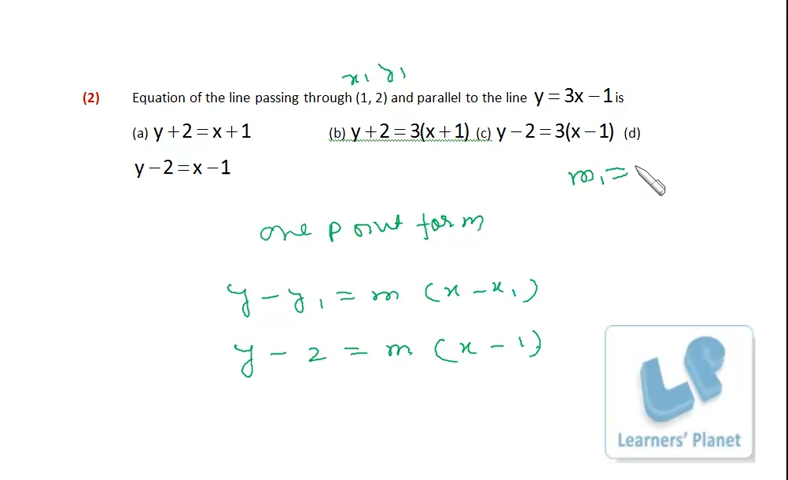 x₁ y₁
(2) Equation of the line passing through (1, 2) and parallel to the line y = 3x − 1 is
(a) y + 2 = x + 1 (b) y + 2 = 3(x + 1) (c) y − 2 = 3(x − 1) (d)
y − 2 = x − 1
m₁ =
one point form
y − y₁ = m (x − x₁)
y − 2 = m (x − 1)
LP
Learners' Planet